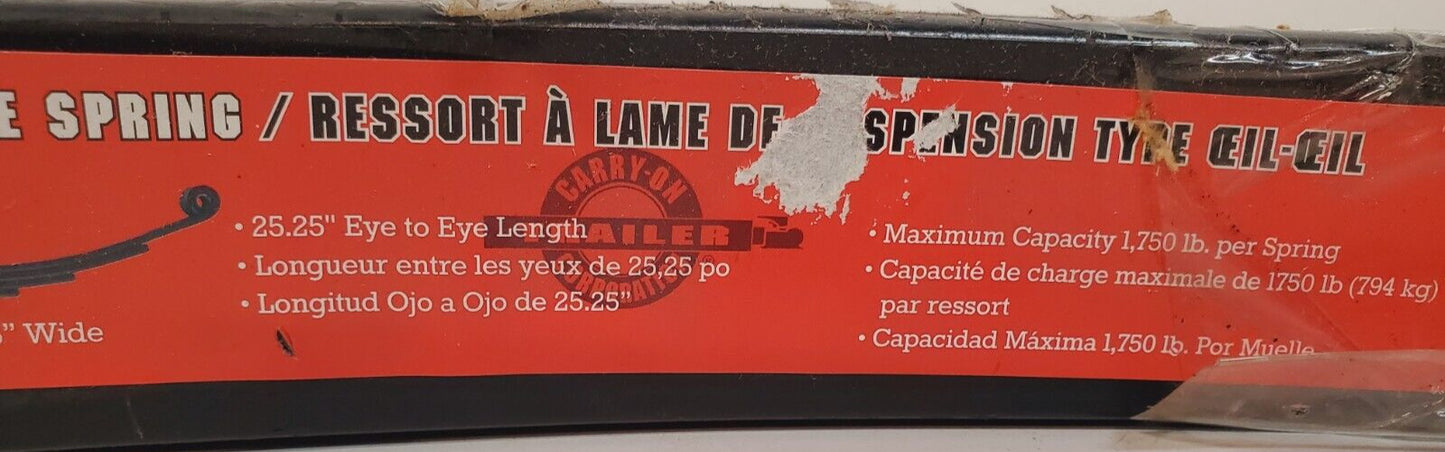 E SPRING / RESSORT À LAME DE SPENSION TYPE ŒIL-ŒIL
CARRY-ON
TRAILER
CORPORATION
®
• 25.25" Eye to Eye Length
• Longueur entre les yeux de 25,25 po
• Longitud Ojo a Ojo de 25.25"
" Wide
• Maximum Capacity 1,750 lb. per Spring
• Capacité de charge maximale de 1750 lb (794 kg)
par ressort
• Capacidad Máxima 1,750 lb. Por Muelle